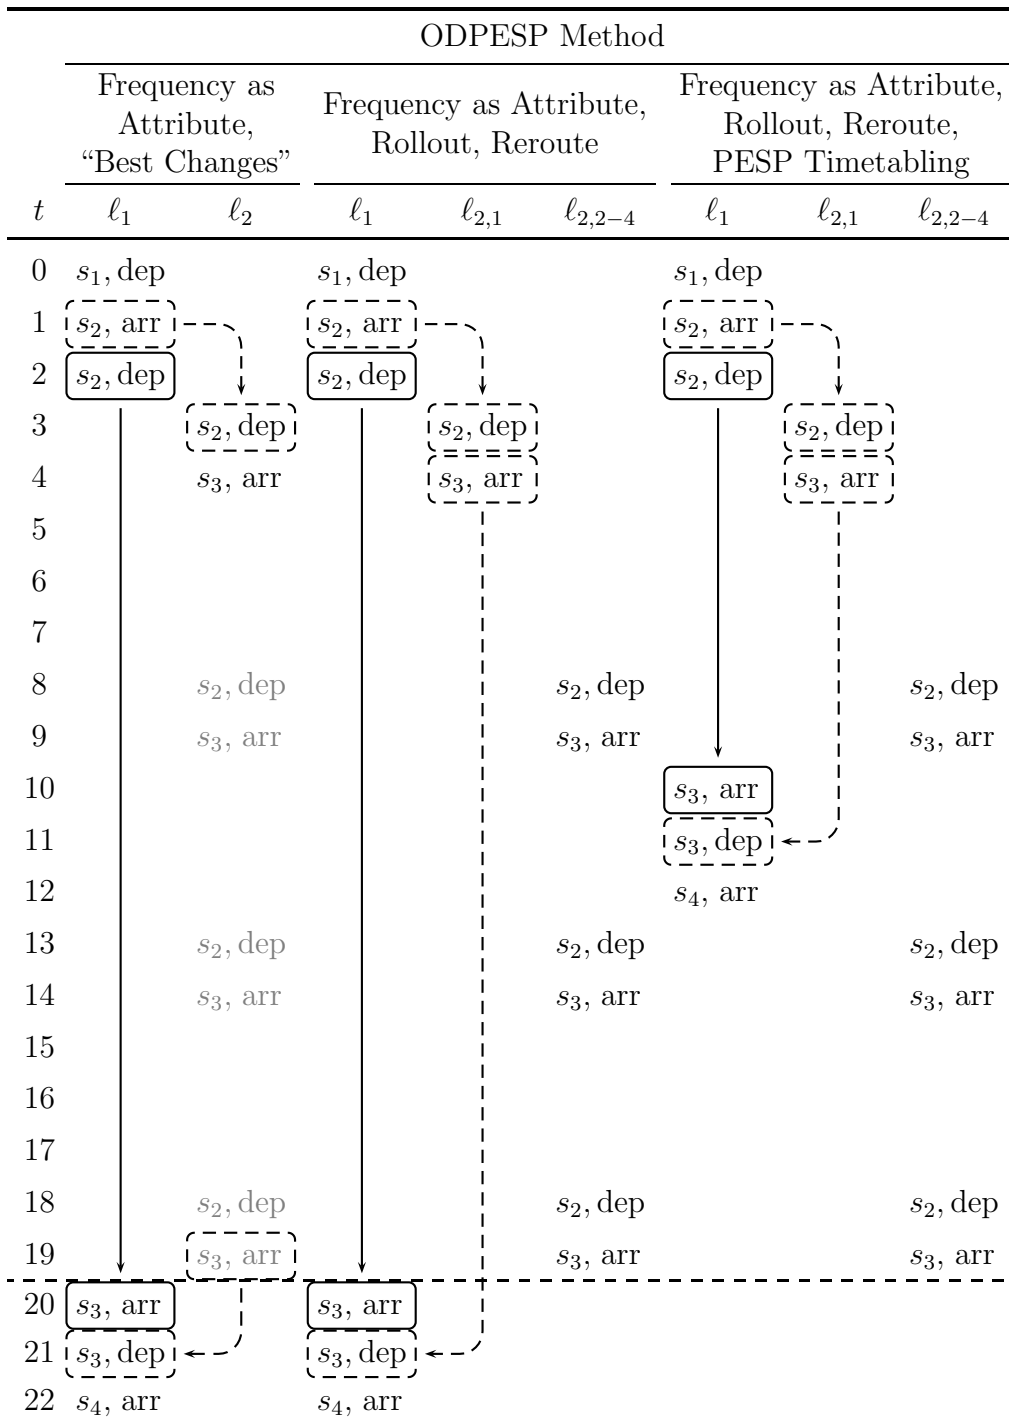 ODPESP Method
Frequency as Attribute, “Best Changes”
Frequency as Attribute, Rollout, Reroute
Frequency as Attribute, Rollout, Reroute, PESP Timetabling
t ℓ₁ ℓ₂ ℓ₁ ℓ₂,₁ ℓ₂,₂₋₄ ℓ₁ ℓ₂,₁ ℓ₂,₂₋₄
0 s₁, dep s₁, dep s₁, dep
1 s₂, arr s₂, arr s₂, arr
2 s₂, dep s₂, dep s₂, dep
3 s₂, dep s₂, dep s₂, dep
4 s₃, arr s₃, arr s₃, arr
5
6
7
8 s₂, dep s₂, dep s₂, dep
9 s₃, arr s₃, arr s₃, arr
10 s₃, arr
11 s₃, dep
12 s₄, arr
13 s₂, dep s₂, dep s₂, dep
14 s₃, arr s₃, arr s₃, arr
15
16
17
18 s₂, dep s₂, dep s₂, dep
19 s₃, arr s₃, arr s₃, arr
20 s₃, arr s₃, arr
21 s₃, dep s₃, dep
22 s₄, arr s₄, arr